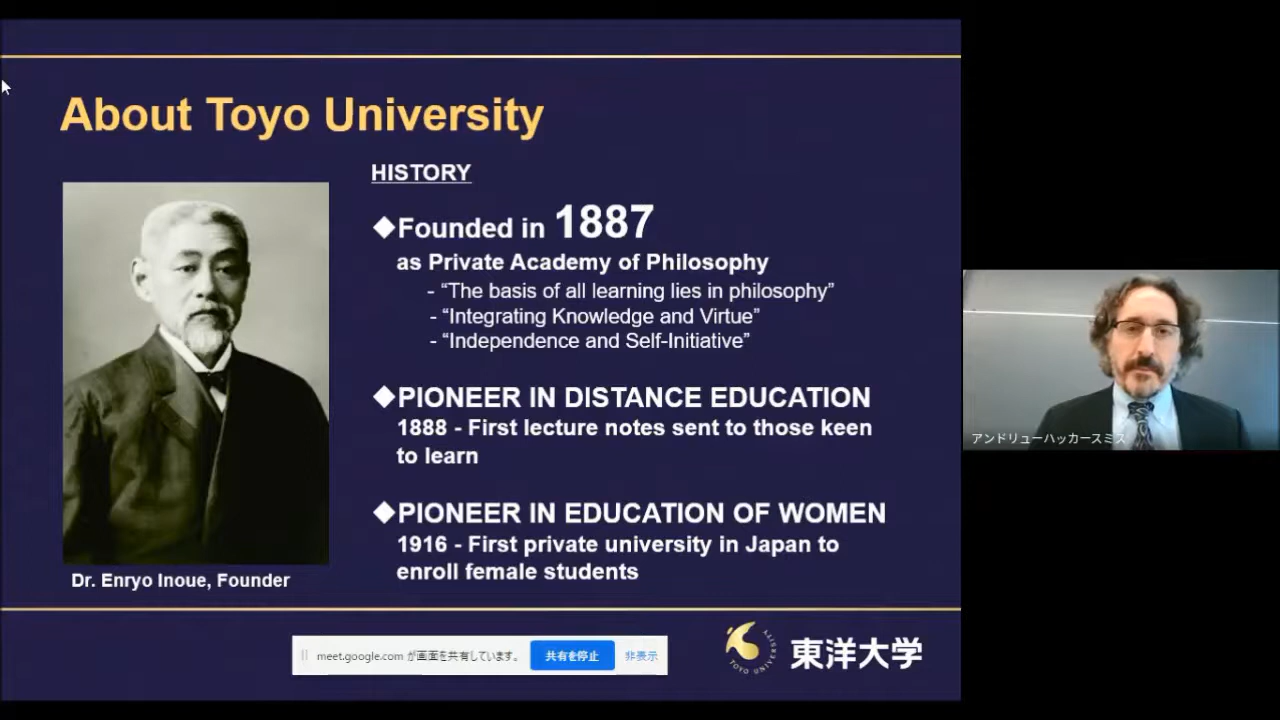 About Toyo University
HISTORY
◆Founded in 1887
as Private Academy of Philosophy
- “The basis of all learning lies in philosophy”
- “Integrating Knowledge and Virtue”
- “Independence and Self-Initiative”
◆PIONEER IN DISTANCE EDUCATION
1888 - First lecture notes sent to those keen
to learn
◆PIONEER IN EDUCATION OF WOMEN
1916 - First private university in Japan to
enroll female students
Dr. Enryo Inoue, Founder
アンドリューハッカースミス
meet.google.com が画面を共有しています。
共有を停止
非表示
TOYO UNIVERSITY
東洋大学